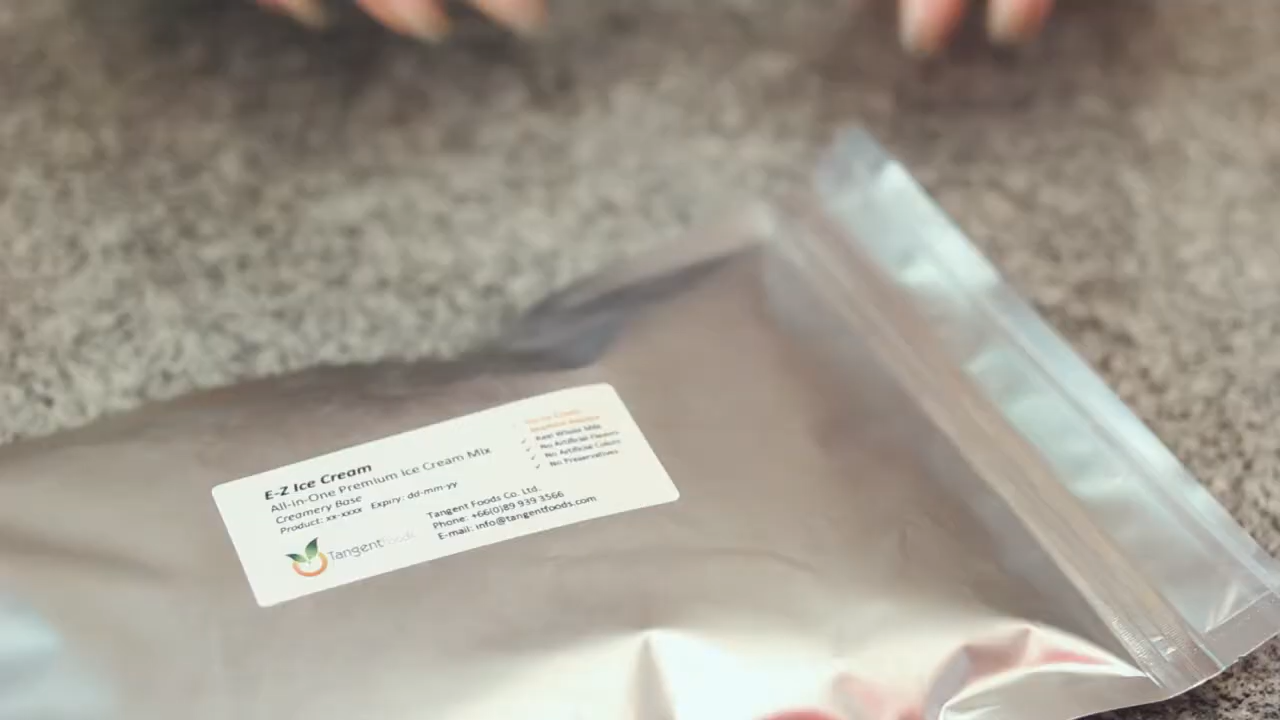 E-Z Ice Cream
All-in-One Premium Ice Cream Mix
Creamery Base
Product: xx-xxxx Expiry: dd-mm-yy
Real Whole Milk
No Artificial Flavors
No Artificial Colors
No Preservatives
Tangentfoods
Tangent Foods Co. Ltd.
Phone: +66(0)89 939 3566
E-mail: info@tangentfoods.com